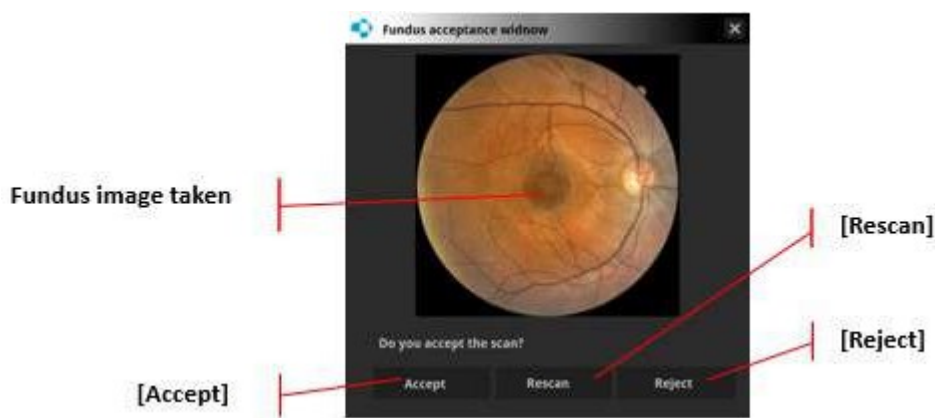 Fundus acceptance widnow
Fundus image taken
[Rescan]
Do you accept the scan?
[Reject]
Accept
Rescan
Reject
[Accept]